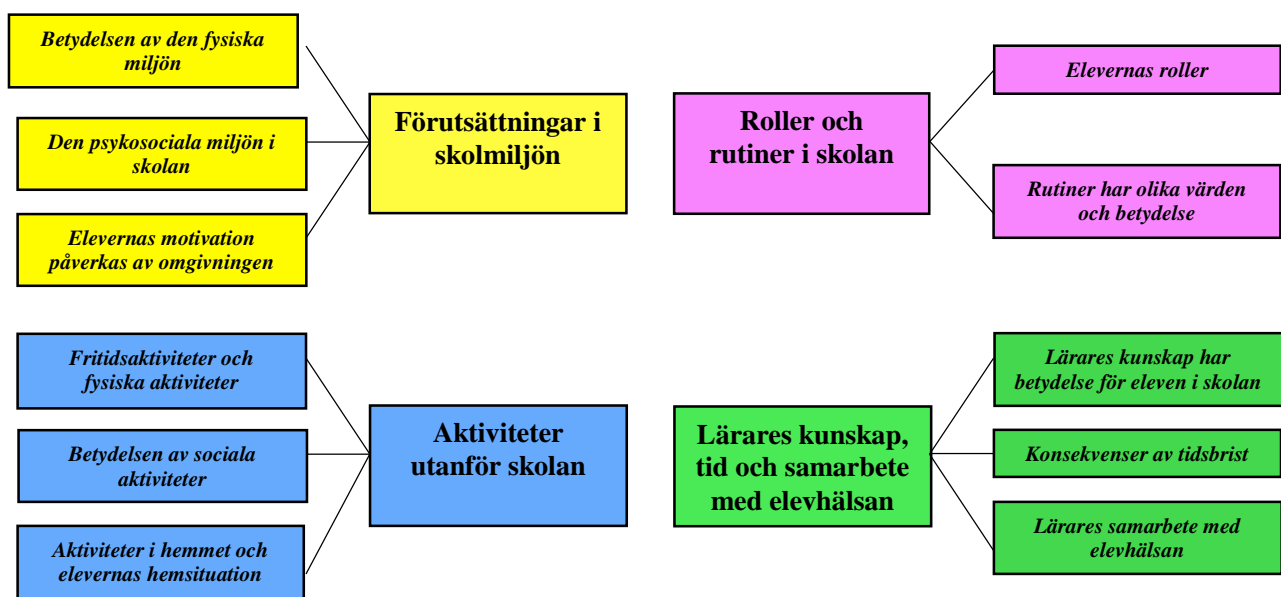 Betydelsen av den fysiska
miljön
Den psykosociala miljön i
skolan
Elevernas motivation
påverkas av omgivningen
Förutsättningar i
skolmiljön
Roller och
rutiner i skolan
Elevernas roller
Rutiner har olika värden
och betydelse
Fritidsaktiviteter och
fysiska aktiviteter
Betydelsen av sociala
aktiviteter
Aktiviteter i hemmet och
elevernas hemsituation
Aktiviteter
utanför skolan
Lärares kunskap,
tid och samarbete
med elevhälsan
Lärares kunskap har
betydelse för eleven i skolan
Konsekvenser av tidsbrist
Lärares samarbete med
elevhälsan